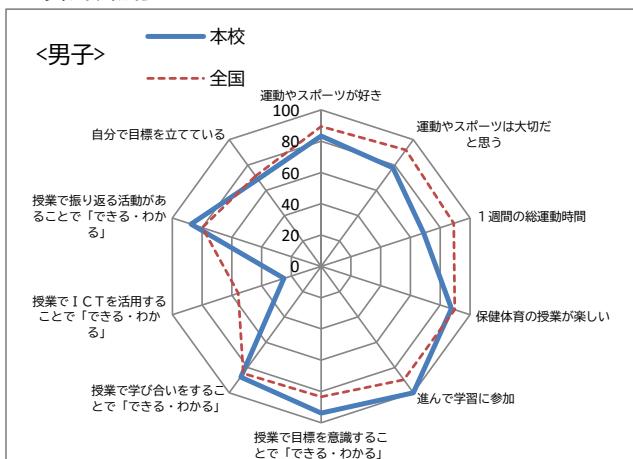 <男子>
本校
全国
運動やスポーツが好き
運動やスポーツは大切だ
と思う
１週間の総運動時間
保健体育の授業が楽しい
進んで学習に参加
授業で目標を意識するこ
とで「できる・わかる」
授業で学び合いをするこ
とで「できる・わかる」
授業でＩＣＴを活用する
ことで「できる・わか
る」
授業で振り返る活動があ
ることで「できる・わか
る」
自分で目標を立てている
100
80
60
40
20
0